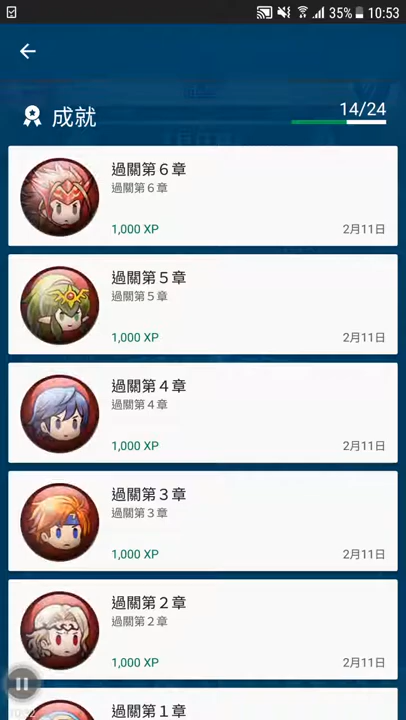 35% 10:53
成就
14/24
過關第６章
過關第６章
1,000 XP
2月11日
過關第５章
過關第５章
1,000 XP
2月11日
過關第４章
過關第４章
1,000 XP
2月11日
過關第３章
過關第３章
1,000 XP
2月11日
過關第２章
過關第２章
1,000 XP
2月11日
過關第１章